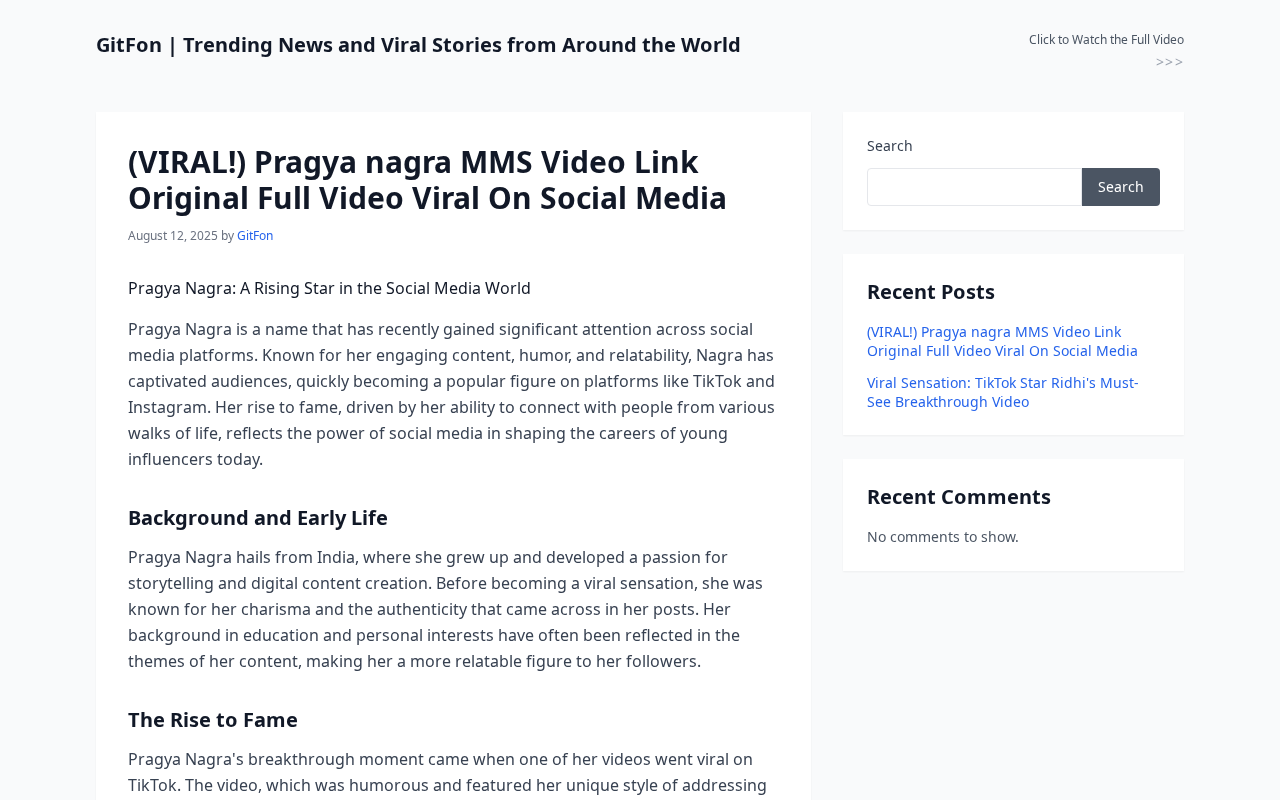 GitFon | Trending News and Viral Stories from Around the World
Click to Watch the Full Video
>>>
(VIRAL!) Pragya nagra MMS Video Link
Original Full Video Viral On Social Media
August 12, 2025 by GitFon
Pragya Nagra: A Rising Star in the Social Media World
Pragya Nagra is a name that has recently gained significant attention across social
media platforms. Known for her engaging content, humor, and relatability, Nagra has
captivated audiences, quickly becoming a popular figure on platforms like TikTok and
Instagram. Her rise to fame, driven by her ability to connect with people from various
walks of life, reflects the power of social media in shaping the careers of young
influencers today.
Background and Early Life
Pragya Nagra hails from India, where she grew up and developed a passion for
storytelling and digital content creation. Before becoming a viral sensation, she was
known for her charisma and the authenticity that came across in her posts. Her
background in education and personal interests have often been reflected in the
themes of her content, making her a more relatable figure to her followers.
The Rise to Fame
Pragya Nagra's breakthrough moment came when one of her videos went viral on
TikTok. The video, which was humorous and featured her unique style of addressing
Search
Search
Recent Posts
(VIRAL!) Pragya nagra MMS Video Link
Original Full Video Viral On Social Media
Viral Sensation: TikTok Star Ridhi's Must-
See Breakthrough Video
Recent Comments
No comments to show.